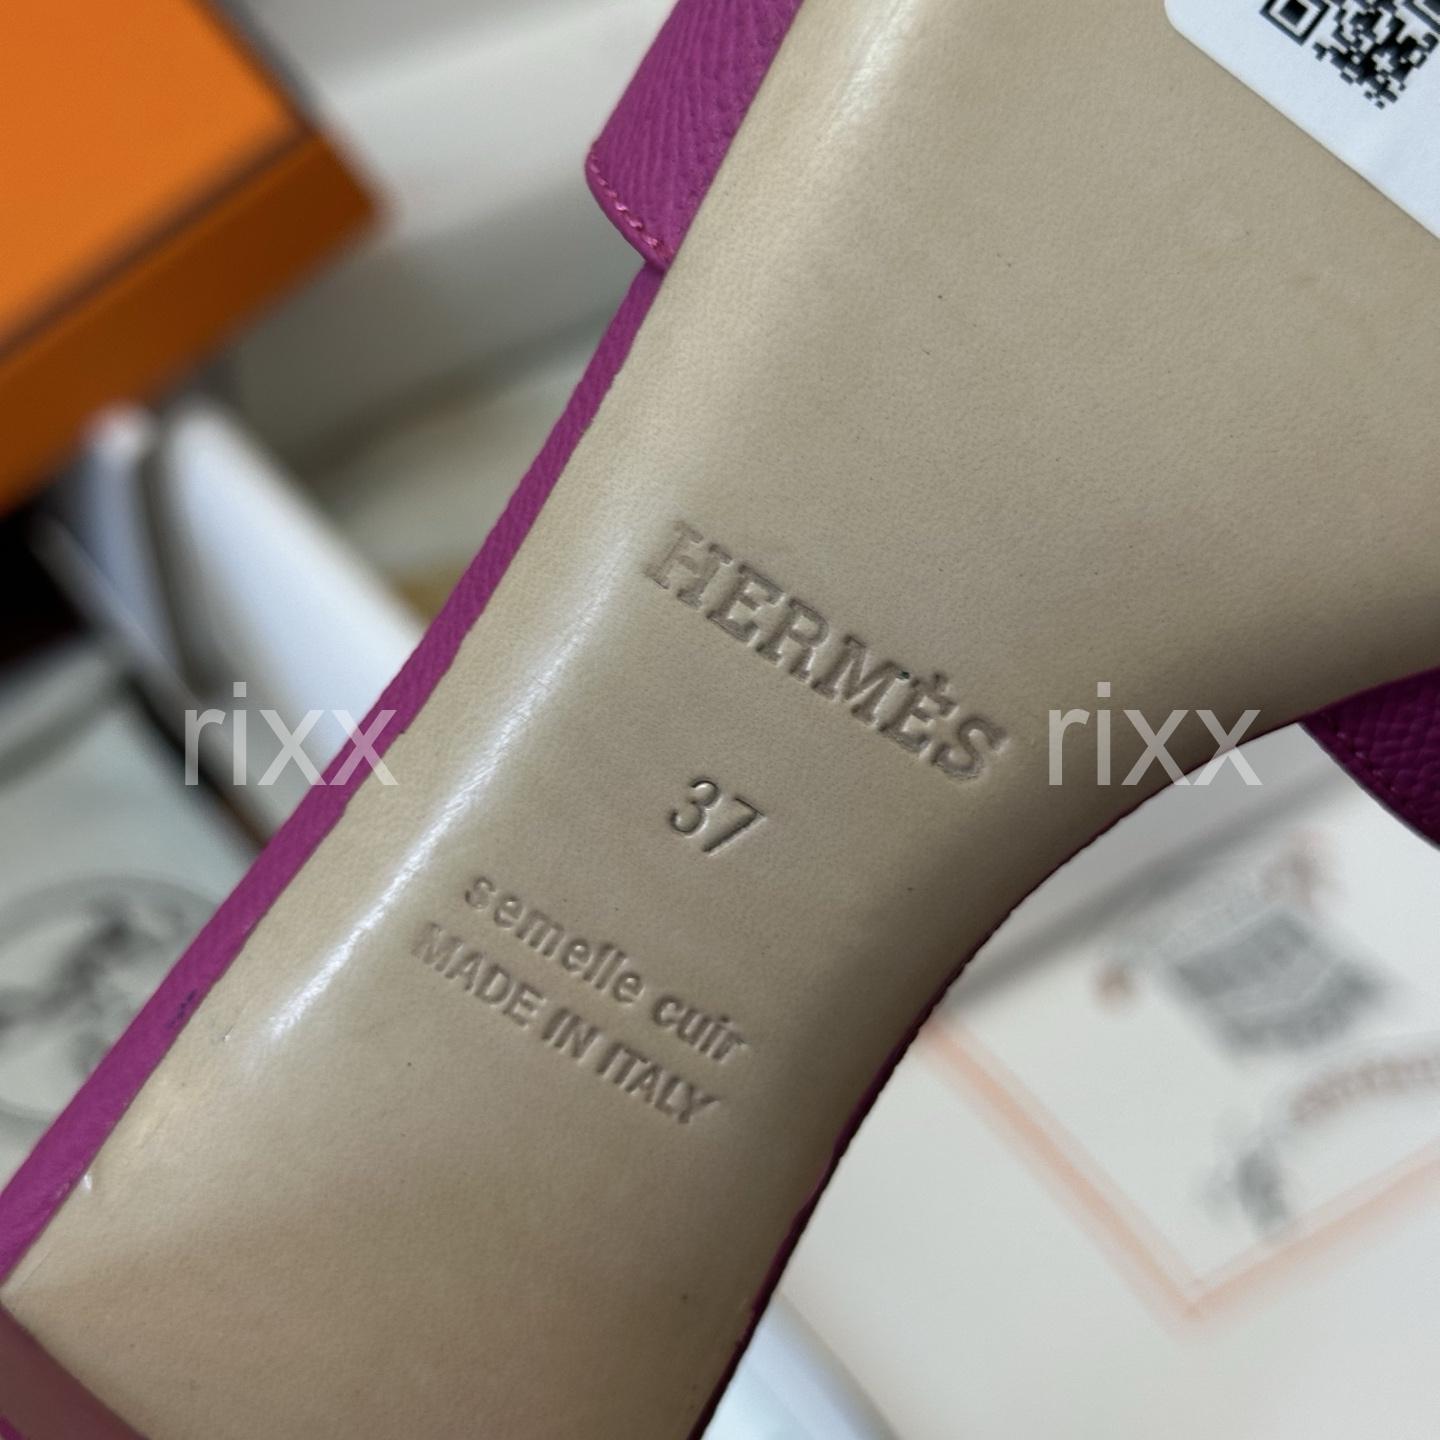 HERMÈS
rixx rixx
37
semelle cuir
MADE IN ITALY